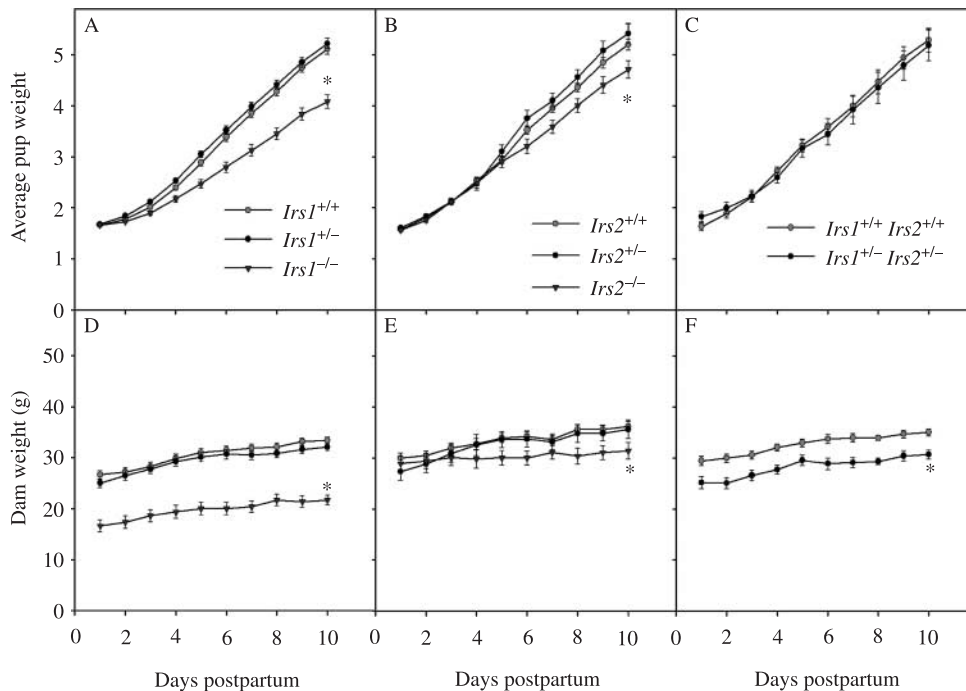 A
B
C
Average pup weight
5
4
3
2
1
0
*
*
Irs1+/+
Irs1+/−
Irs1−/−
Irs2+/+
Irs2+/−
Irs2−/−
Irs1+/+ Irs2+/+
Irs1+/− Irs2+/−
D
E
F
Dam weight (g)
50
40
30
20
10
0
*
*
*
0 2 4 6 8 10
0 2 4 6 8 10
0 2 4 6 8 10
Days postpartum
Days postpartum
Days postpartum